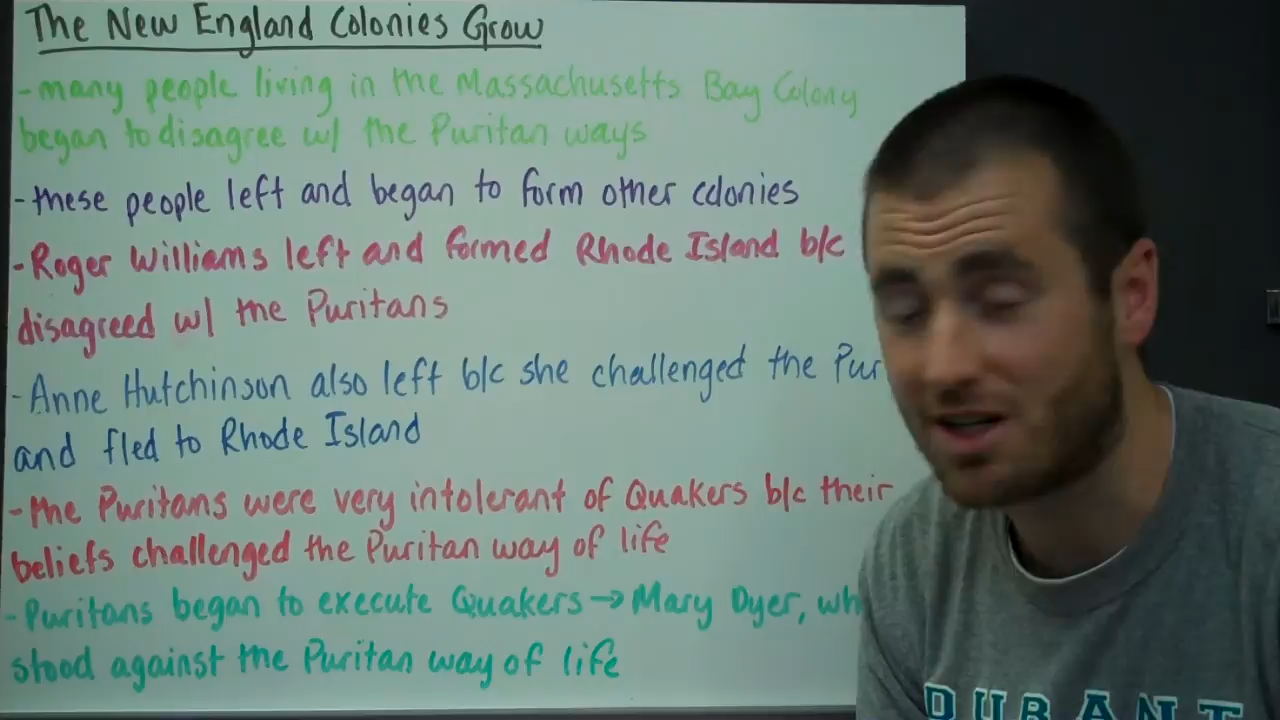 The New England Colonies Grow
-many people living in the Massachusetts Bay Colony
began to disagree w/ the Puritan ways
-these people left and began to form other colonies
-Roger Williams left and formed Rhode Island b/c
disagreed w/ the Puritans
-Anne Hutchinson also left b/c she challenged the Pur
and fled to Rhode Island
-the Puritans were very intolerant of Quakers b/c their
beliefs challenged the Puritan way of life
-Puritans began to execute Quakers → Mary Dyer, wh
stood against the Puritan way of life
DURANT